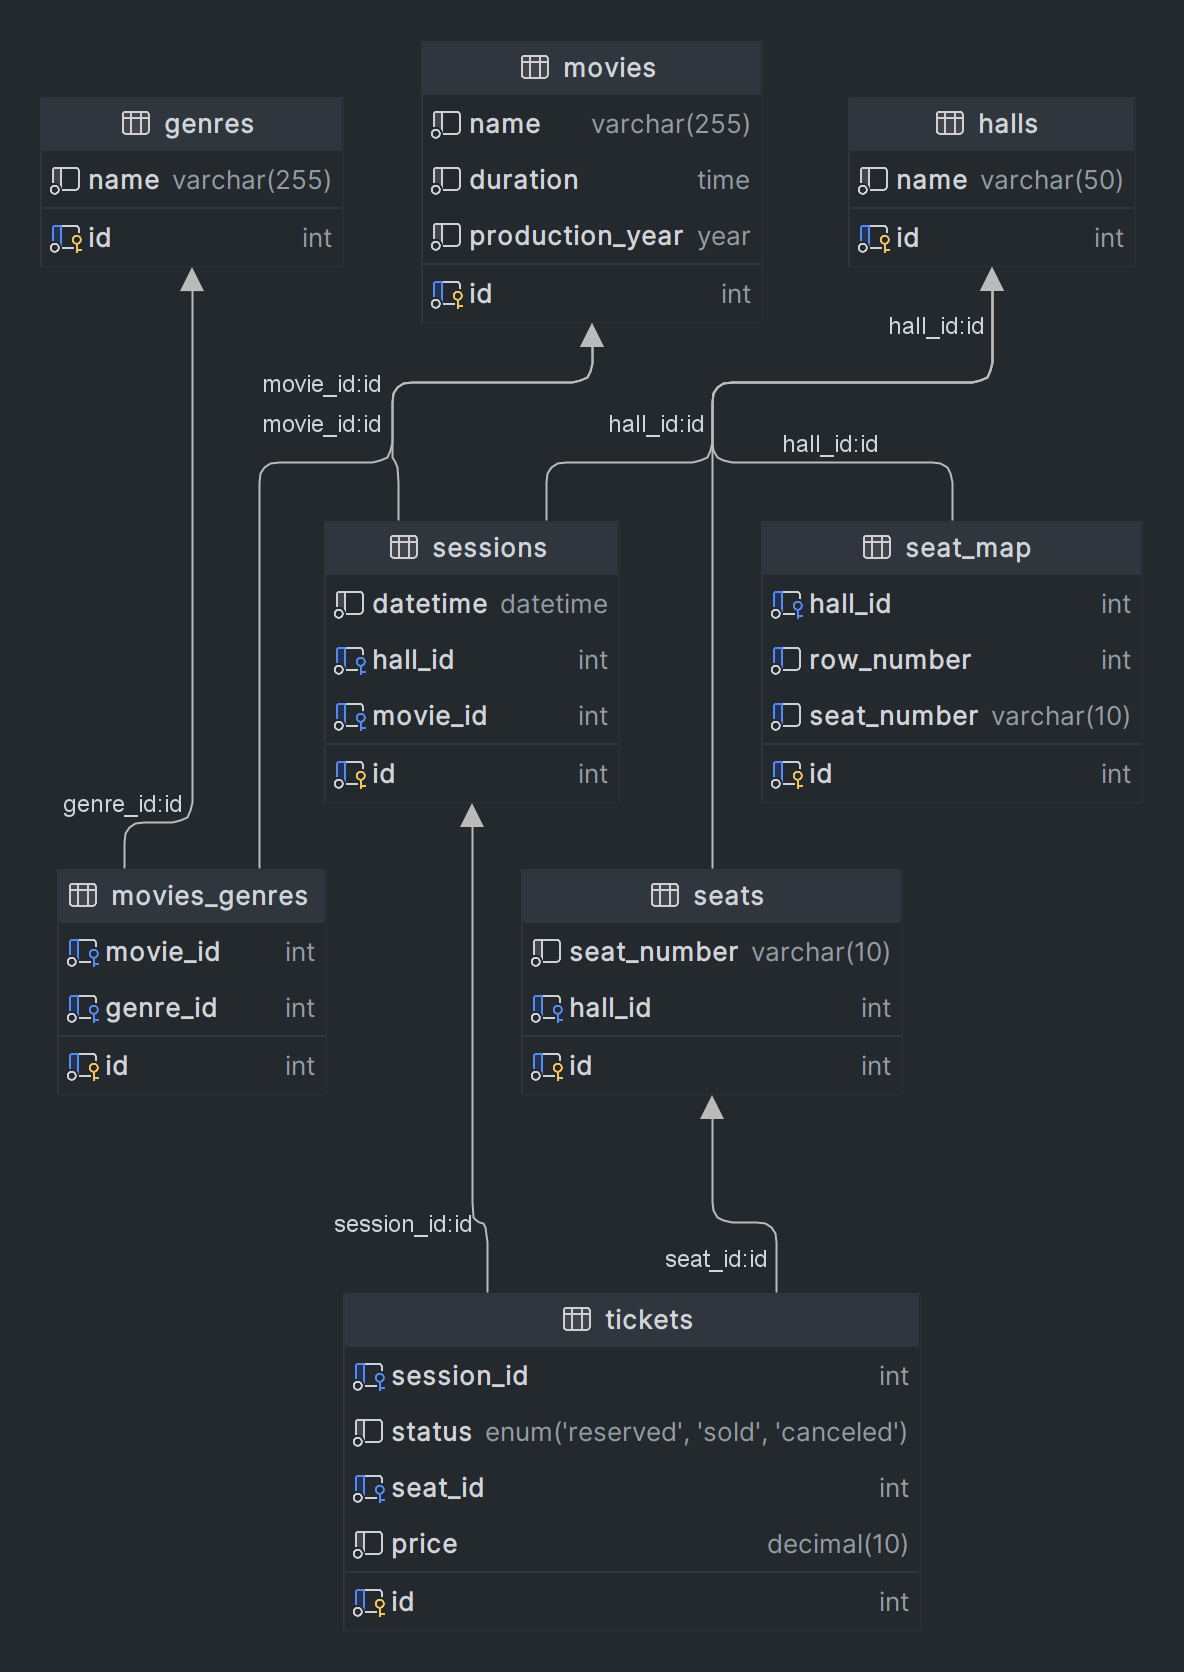 movies
name varchar(255)
duration time
production_year year
id int
genres
name varchar(255)
id int
halls
name varchar(50)
id int
hall_id:id
movie_id:id
movie_id:id
hall_id:id
hall_id:id
sessions
datetime datetime
hall_id int
movie_id int
id int
seat_map
hall_id int
row_number int
seat_number varchar(10)
id int
genre_id:id
movies_genres
movie_id int
genre_id int
id int
seats
seat_number varchar(10)
hall_id int
id int
session_id:id
seat_id:id
tickets
session_id int
status enum('reserved', 'sold', 'canceled')
seat_id int
price decimal(10)
id int